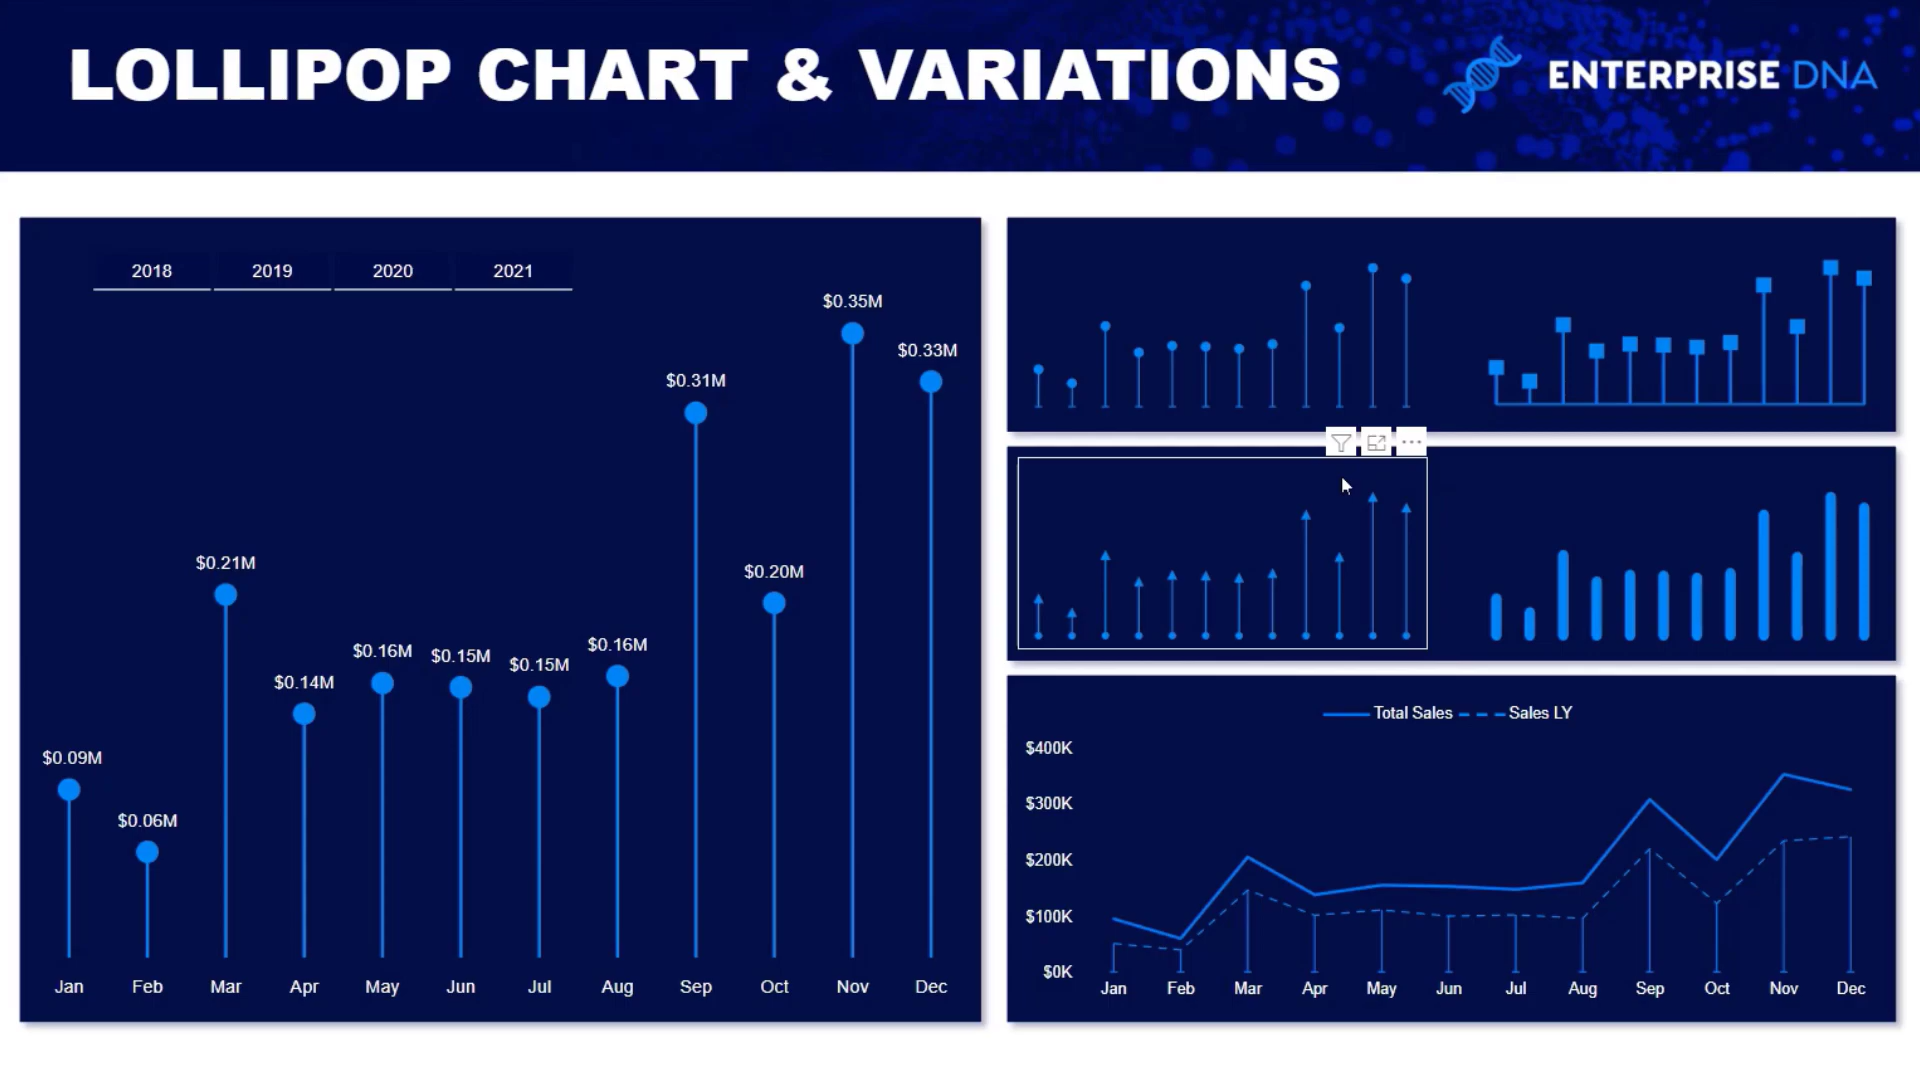 LOLLIPOP CHART & VARIATIONS
ENTERPRISE DNA
2018 2019 2020 2021
$0.35M
$0.33M
$0.31M
$0.21M
$0.20M
$0.16M
$0.15M
$0.15M
$0.16M
$0.14M
$0.09M
$0.06M
Jan Feb Mar Apr May Jun Jul Aug Sep Oct Nov Dec
Total Sales Sales LY
$400K
$300K
$200K
$100K
$0K
Jan Feb Mar Apr May Jun Jul Aug Sep Oct Nov Dec